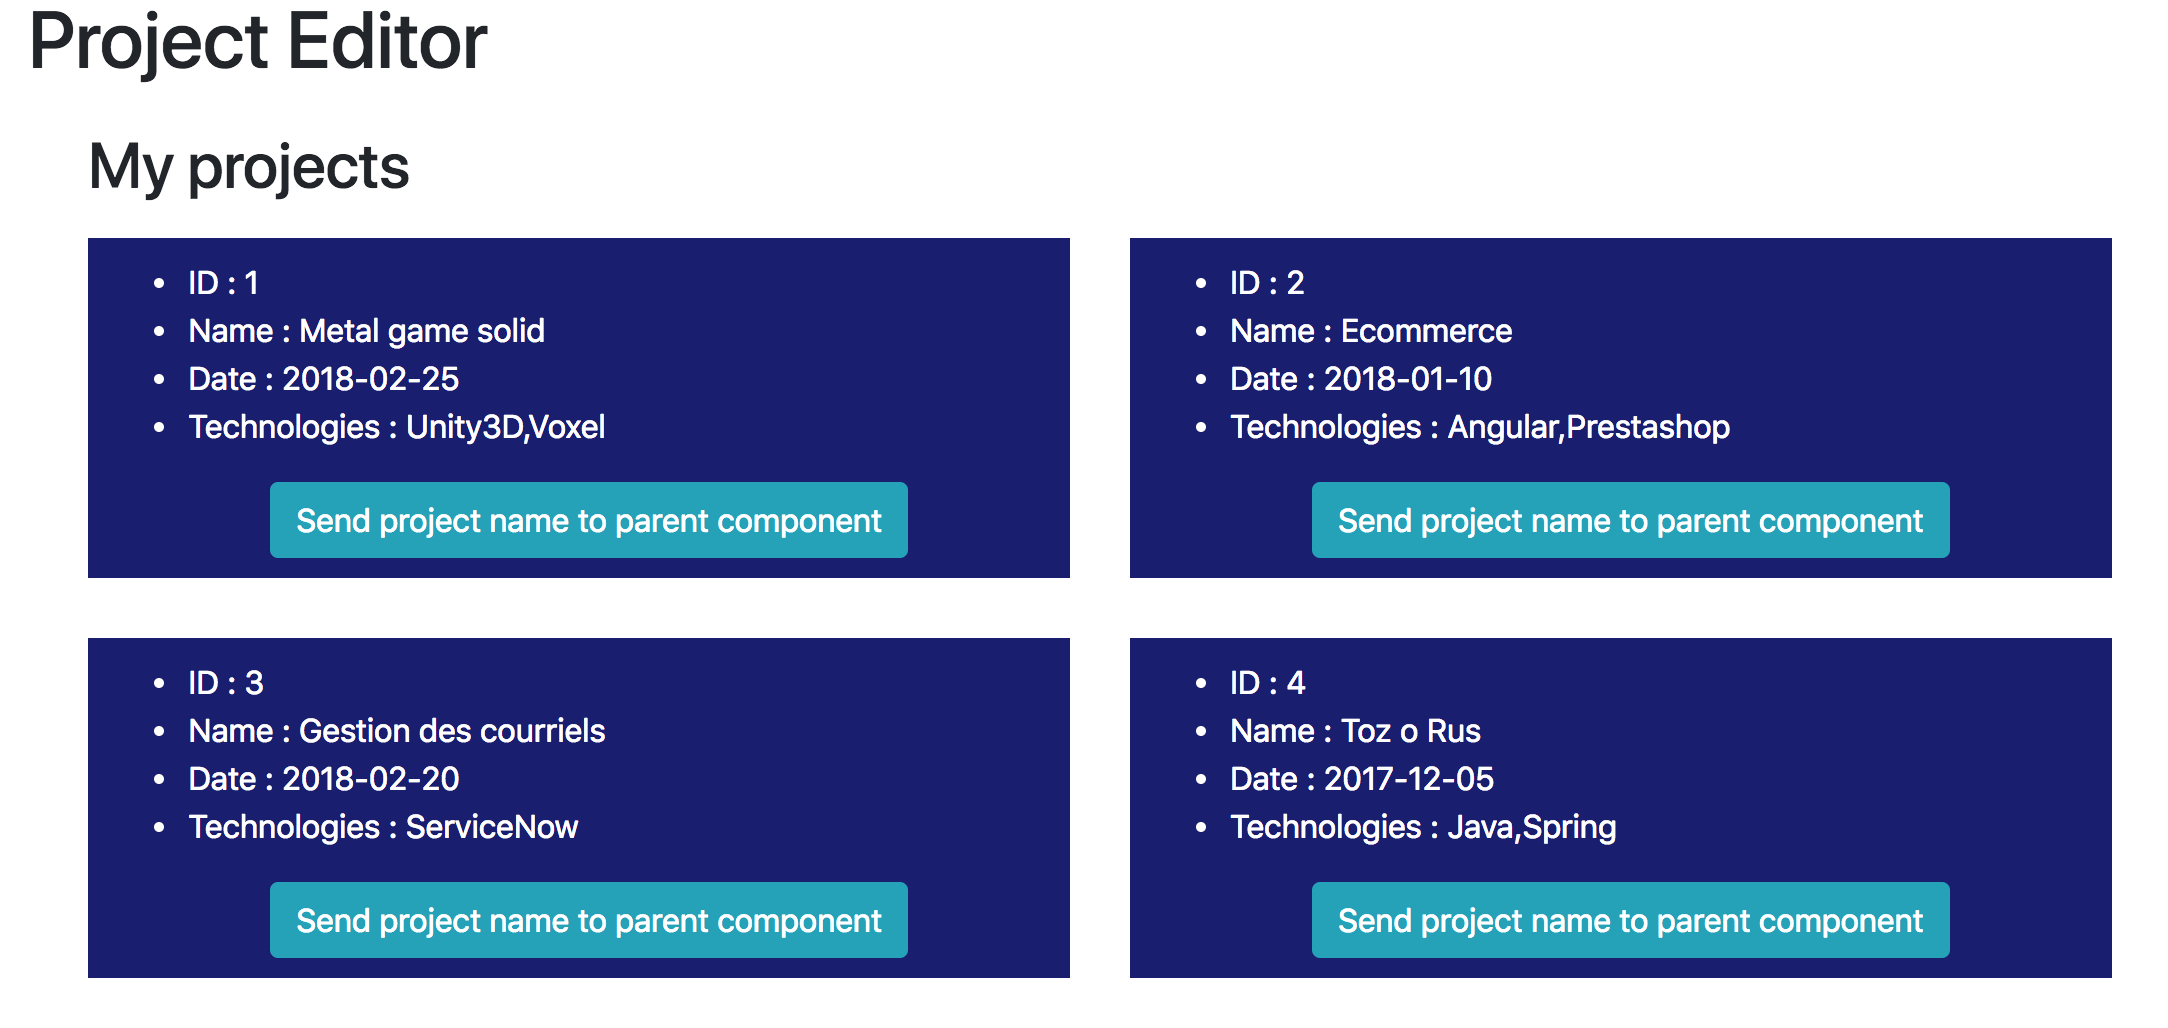 Project Editor
My projects
ID : 1
Name : Metal game solid
Date : 2018-02-25
Technologies : Unity3D,Voxel
Send project name to parent component
ID : 2
Name : Ecommerce
Date : 2018-01-10
Technologies : Angular,Prestashop
Send project name to parent component
ID : 3
Name : Gestion des courriels
Date : 2018-02-20
Technologies : ServiceNow
Send project name to parent component
ID : 4
Name : Toz o Rus
Date : 2017-12-05
Technologies : Java,Spring
Send project name to parent component